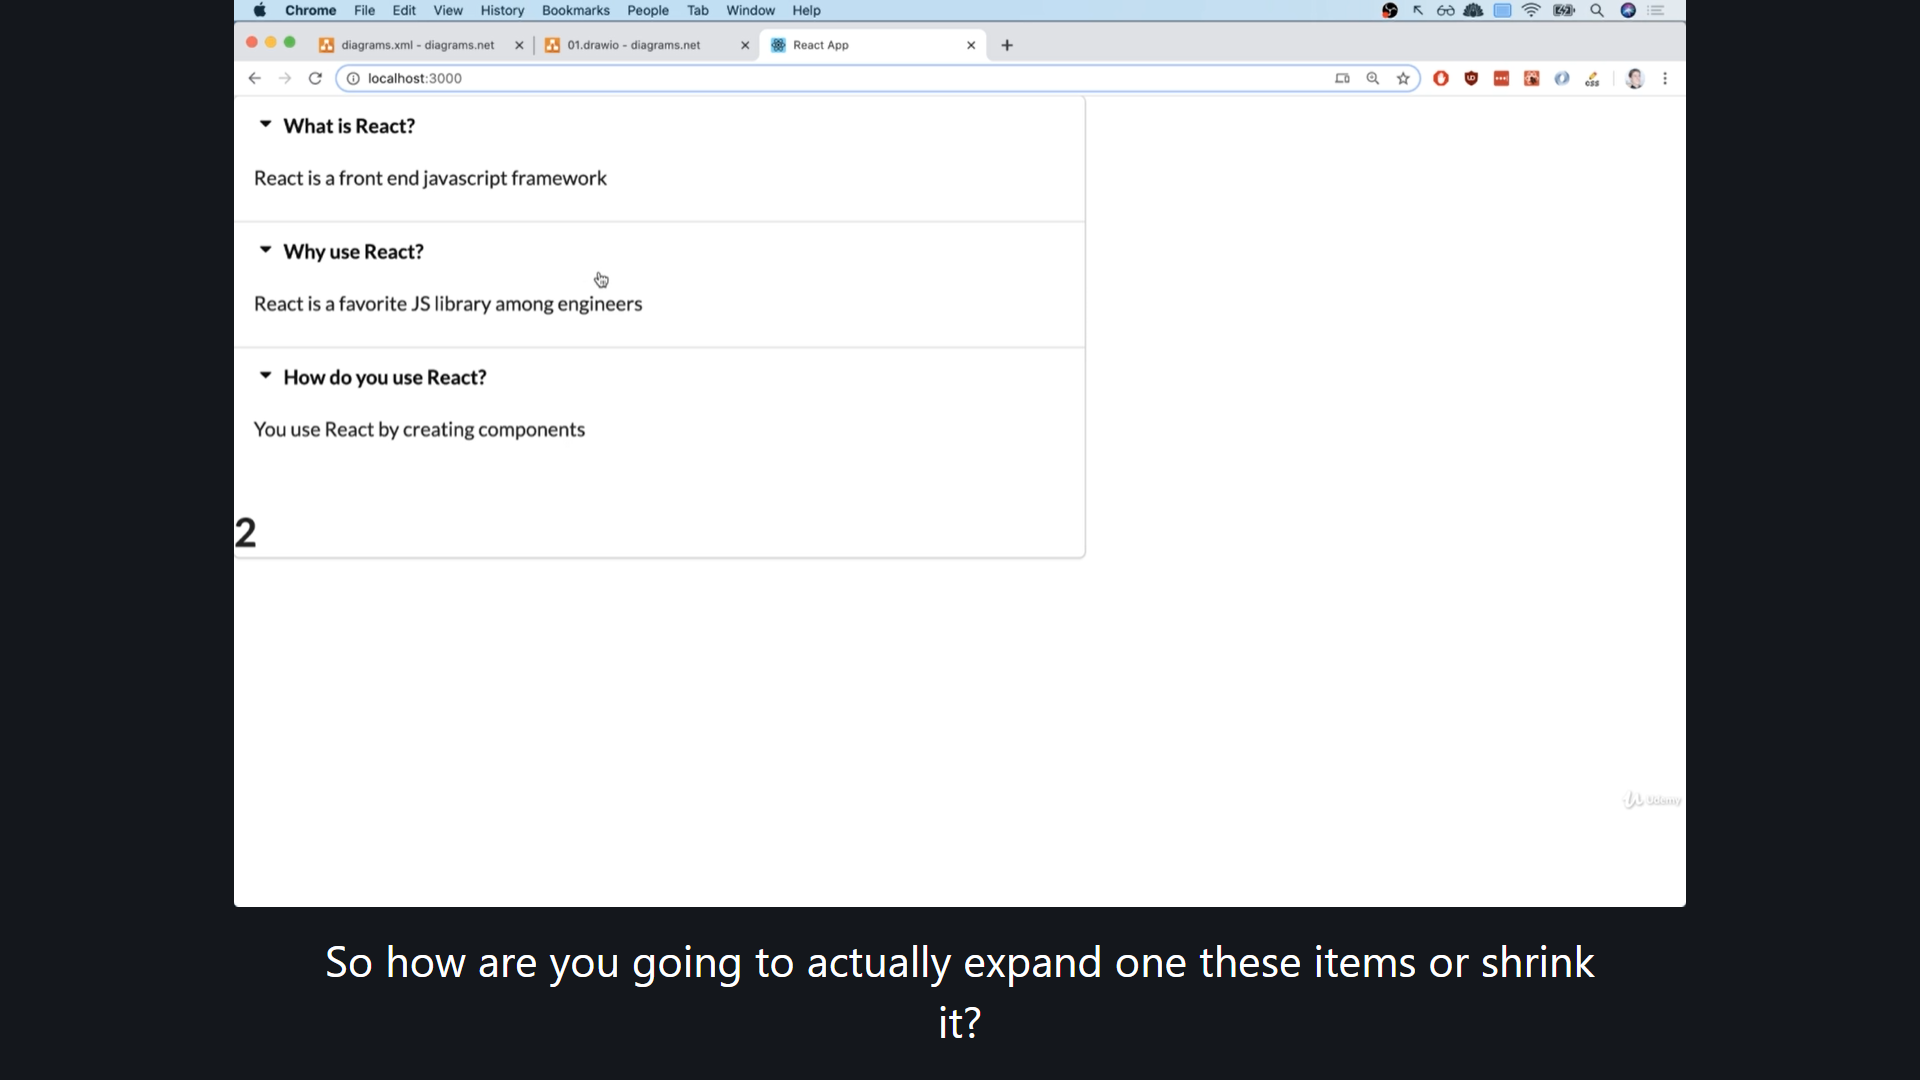 Chrome File Edit View History Bookmarks People Tab Window Help
diagrams.xml - diagrams.net 01.drawio - diagrams.net React App
localhost:3000
What is React?
React is a front end javascript framework
Why use React?
React is a favorite JS library among engineers
How do you use React?
You use React by creating components
2
Udemy
So how are you going to actually expand one these items or shrink
it?